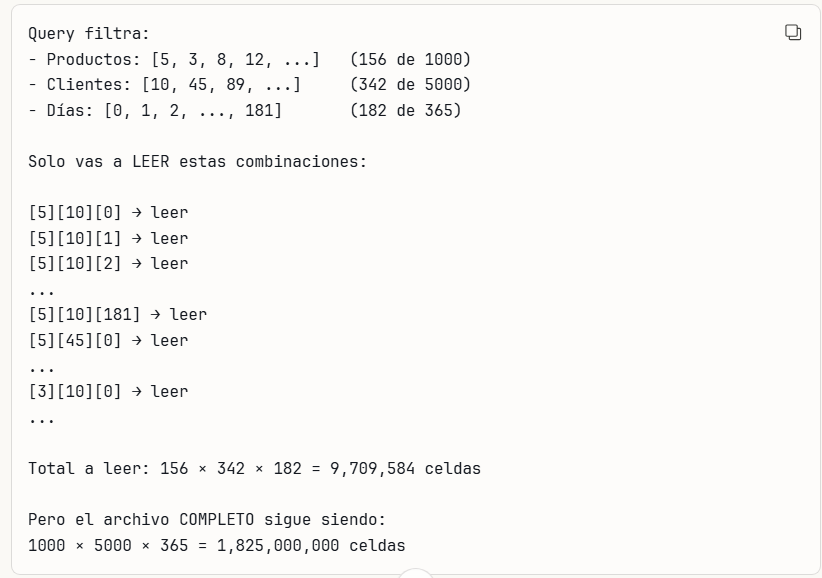 Query filtra:
- Productos: [5, 3, 8, 12, ...]   (156 de 1000)
- Clientes: [10, 45, 89, ...]     (342 de 5000)
- Días: [0, 1, 2, ..., 181]       (182 de 365)
Solo vas a LEER estas combinaciones:
[5][10][0] → leer
[5][10][1] → leer
[5][10][2] → leer
...
[5][10][181] → leer
[5][45][0] → leer
...
[3][10][0] → leer
...
Total a leer: 156 × 342 × 182 = 9,709,584 celdas
Pero el archivo COMPLETO sigue siendo:
1000 × 5000 × 365 = 1,825,000,000 celdas